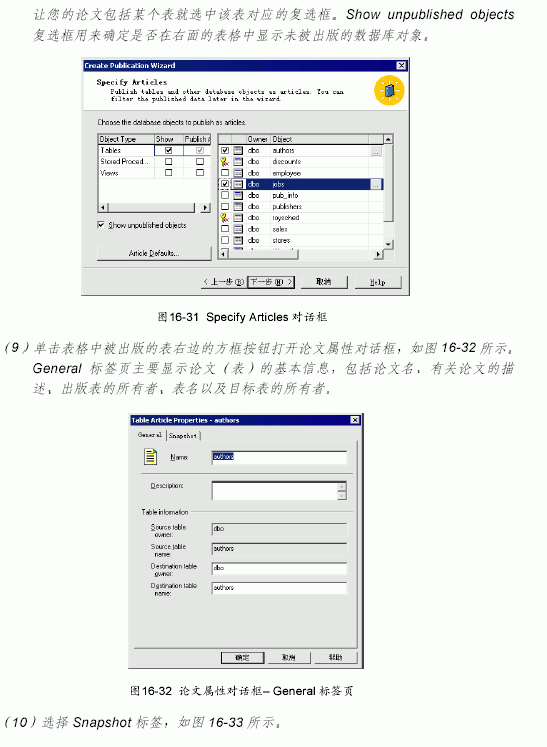 让您的论文包括某个表就选中该表对应的复选框。Show unpublished objects
复选框用来确定是否在右面的表格中显示未被出版的数据库对象。
Create Publication Wizard
Specify Articles
Publish tables and other database objects as articles. You can
filter the published data later in the wizard.
Choose the database objects to publish as articles.
Object Type Show Publish A
Tables
Stored Proced...
Views
Show unpublished objects
Article Defaults...
Owner Object
dbo authors ...
dbo discounts
dbo employee
dbo jobs ...
dbo pub_info
dbo publishers
dbo roysched
dbo sales
dbo stores
< 上一步(B) 下一步(N) > 取消 Help
图16-31 Specify Articles 对话框
（9）单击表格中被出版的表右边的方框按钮打开论文属性对话框，如图 16-32 所示。
General 标签页主要显示论文（表）的基本信息，包括论文名、有关论文的描
述、出版表的所有者、表名以及目标表的所有者。
Table Article Properties - authors
General Snapshot
Name: authors
Description:
Table information
Source table
owner: dbo
Source table
name: authors
Destination table
owner: dbo
Destination table
name: authors
确定 取消 帮助
图16-32 论文属性对话框– General 标签页
（10）选择 Snapshot 标签，如图 16-33 所示。